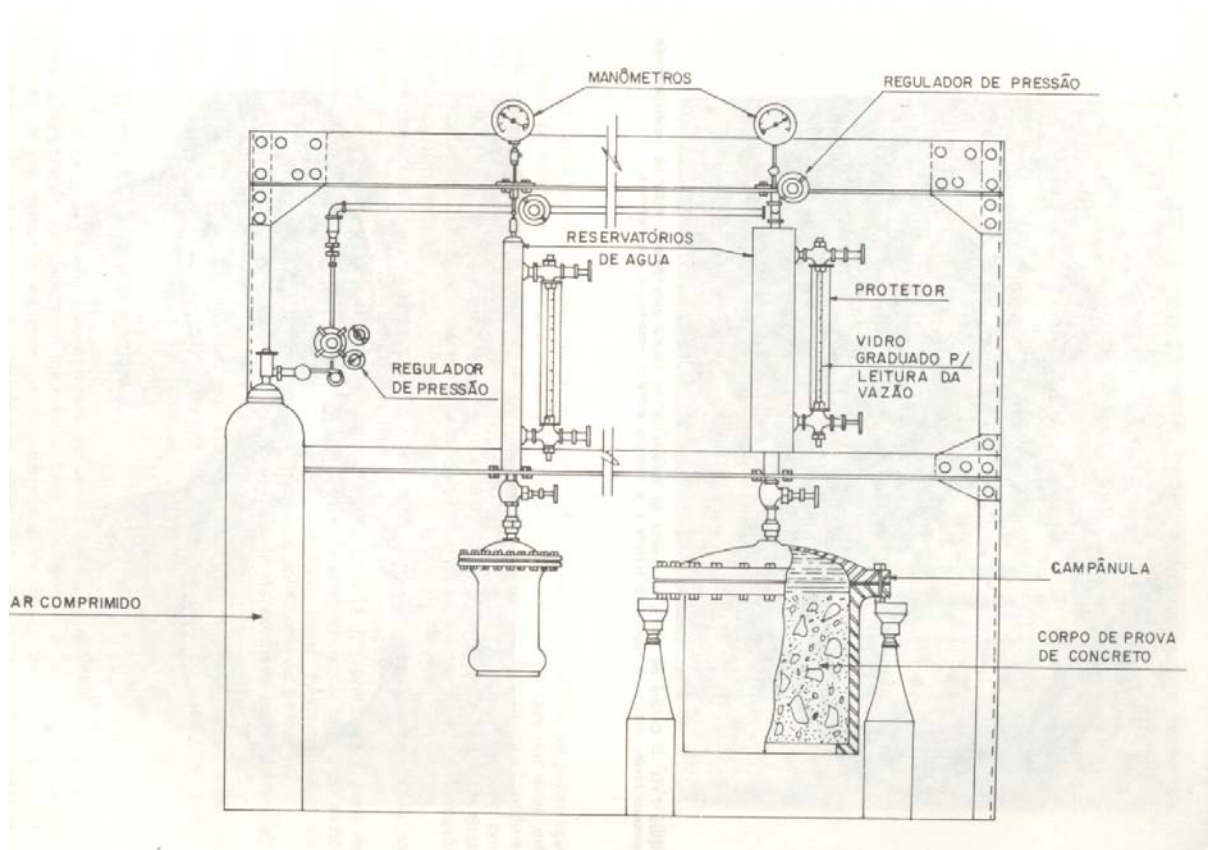 MANÔMETROS
REGULADOR DE PRESSÃO
RESERVATÓRIOS
DE AGUA
PROTETOR
VIDRO
GRADUADO P/
LEITURA DA
VAZÃO
REGULADOR
DE PRESSÃO
CAMPÂNULA
AR COMPRIMIDO
CORPO DE PROVA
DE CONCRETO